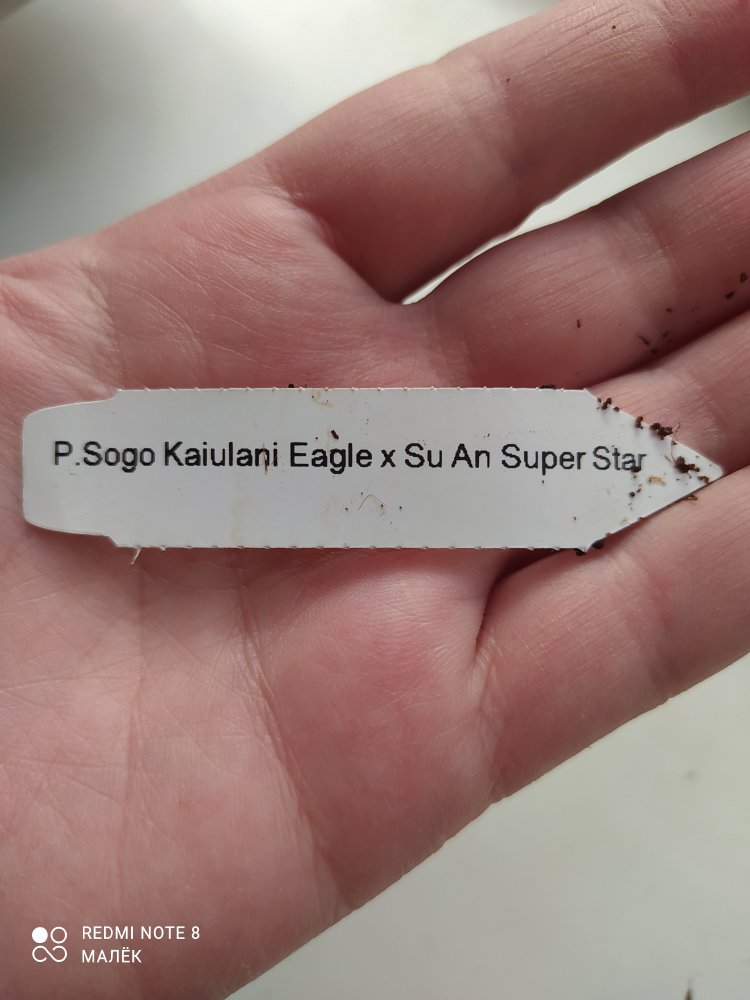 P.Sogo Kaiulani Eagle x Su An Super Star
REDMI NOTE 8
МАЛЁК